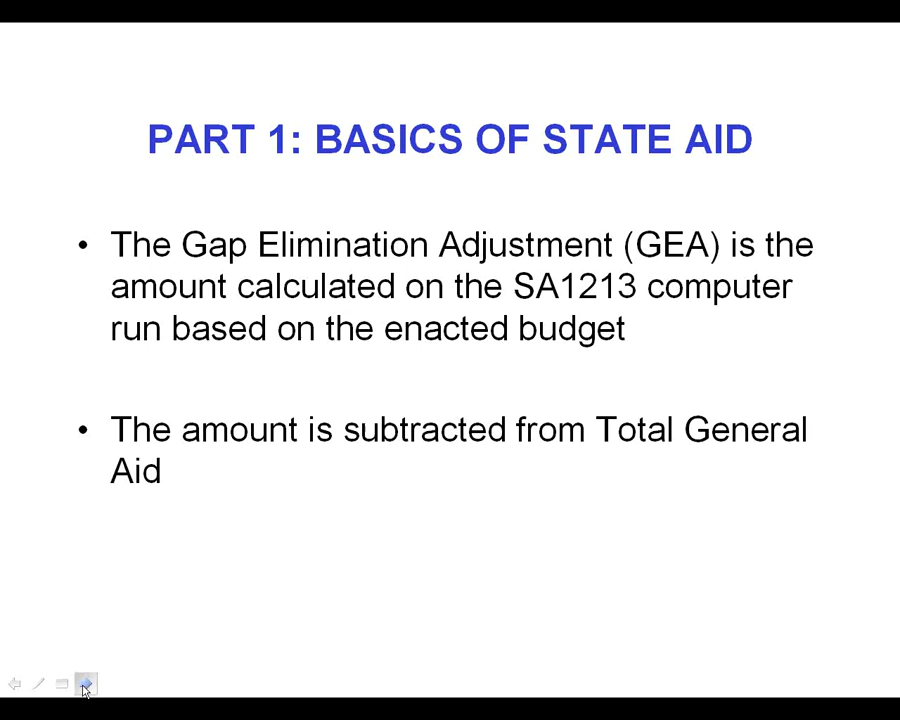 PART 1: BASICS OF STATE AID
• The Gap Elimination Adjustment (GEA) is the
amount calculated on the SA1213 computer
run based on the enacted budget
• The amount is subtracted from Total General
Aid